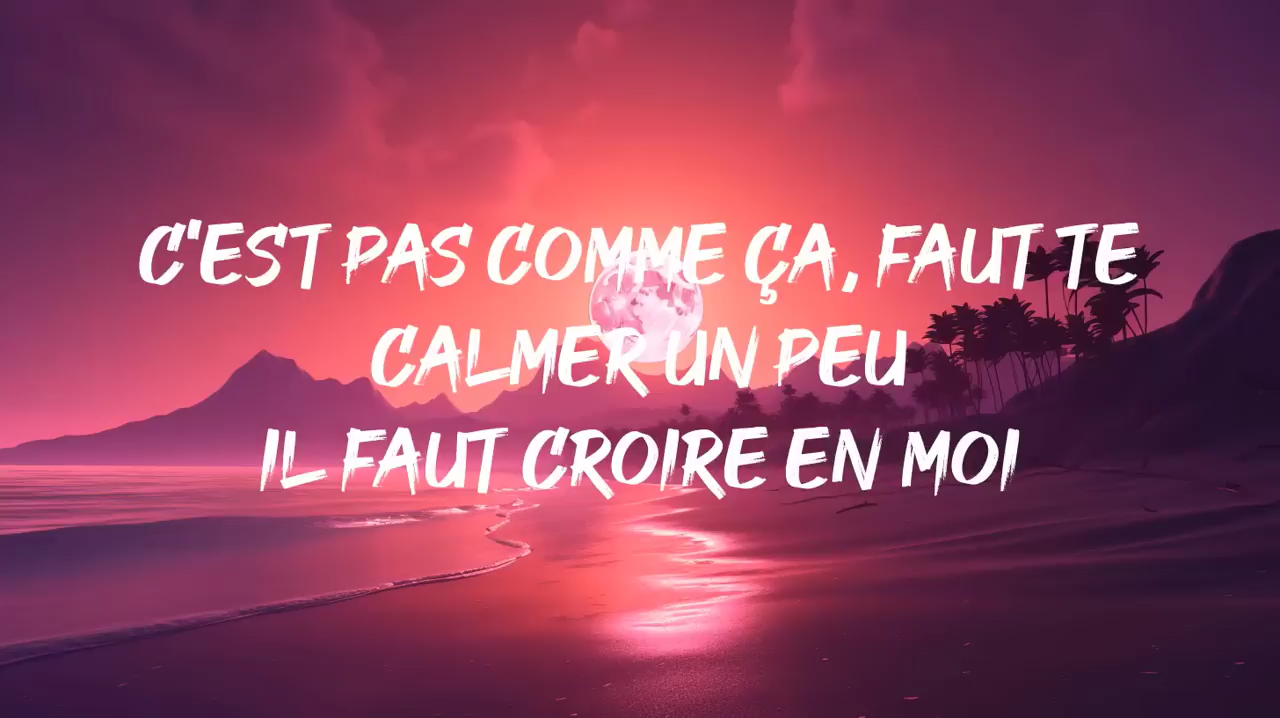 C'EST PAS COMME ÇA, FAUT TE
CALMER UN PEU
IL FAUT CROIRE EN MOI